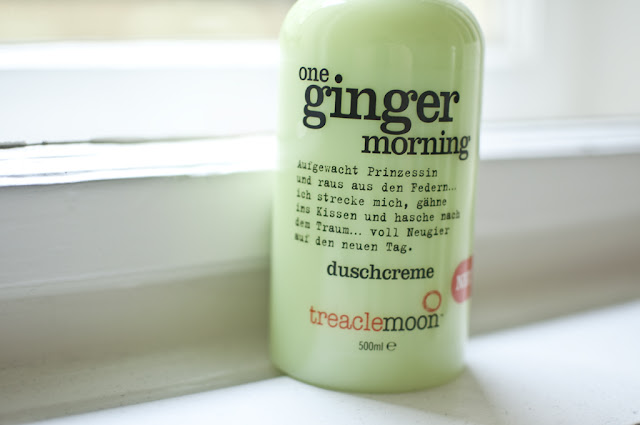 one
ginger
morning
Aufgewacht Prinzessin
und raus aus den Federn...
ich strecke mich, gähne
ins Kissen und hasche nach
dem Traum... voll Neugier
auf den neuen Tag.
duschcreme
treaclemoon™
500ml ℮